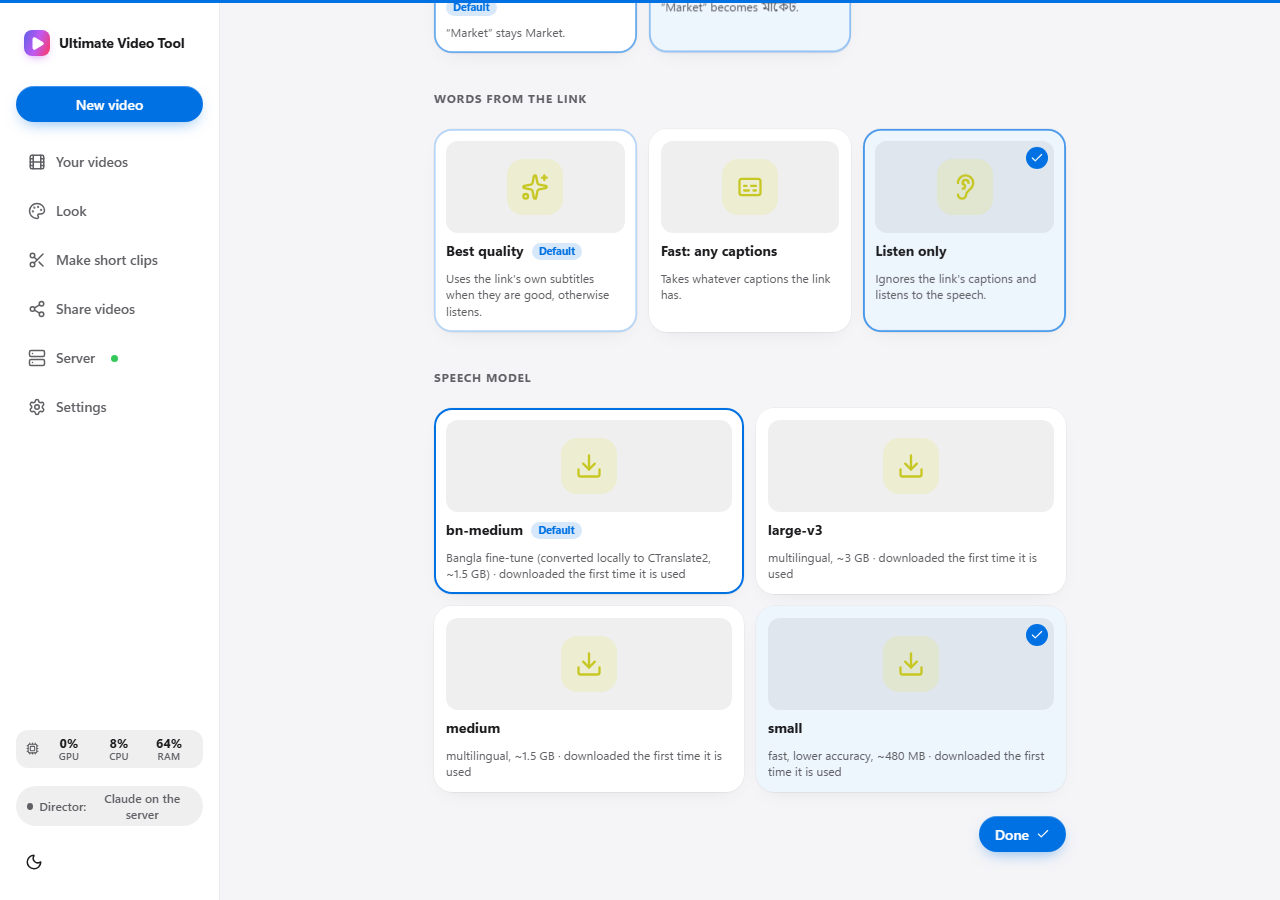 Ultimate Video Tool
New video
Your videos
Look
Make short clips
Share videos
Server
Settings
0% 8% 64%
GPU CPU RAM
Director: Claude on the
server
Default
“Market” stays Market.
“Market” becomes মার্কেট.
WORDS FROM THE LINK
Best quality Default
Uses the link's own subtitles
when they are good, otherwise
listens.
Fast: any captions
Takes whatever captions the link
has.
Listen only
Ignores the link's captions and
listens to the speech.
SPEECH MODEL
bn-medium Default
Bangla fine-tune (converted locally to CTranslate2,
~1.5 GB) · downloaded the first time it is used
large-v3
multilingual, ~3 GB · downloaded the first time it is
used
medium
multilingual, ~1.5 GB · downloaded the first time it is
used
small
fast, lower accuracy, ~480 MB · downloaded the first
time it is used
Done